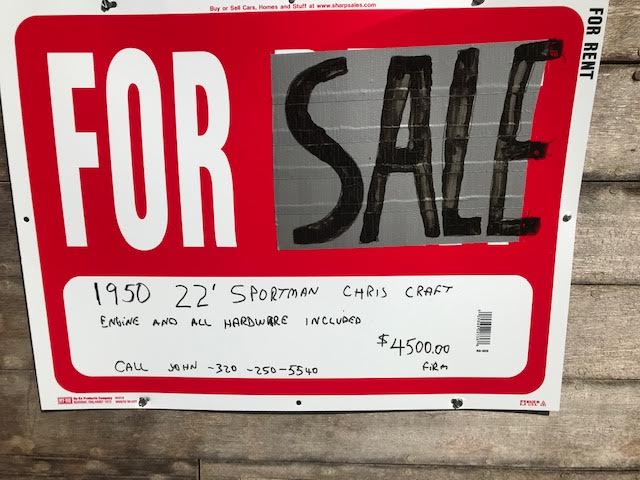 Buy or Sell Cars, Homes and Stuff at www.sharpsales.com
FOR RENT
FOR SALE
1950 22' SPORTMAN CHRIS CRAFT
ENGINE AND ALL HARDWARE INCLUDED
$4500.00
FIRM
CALL JOHN -320 -250-5540